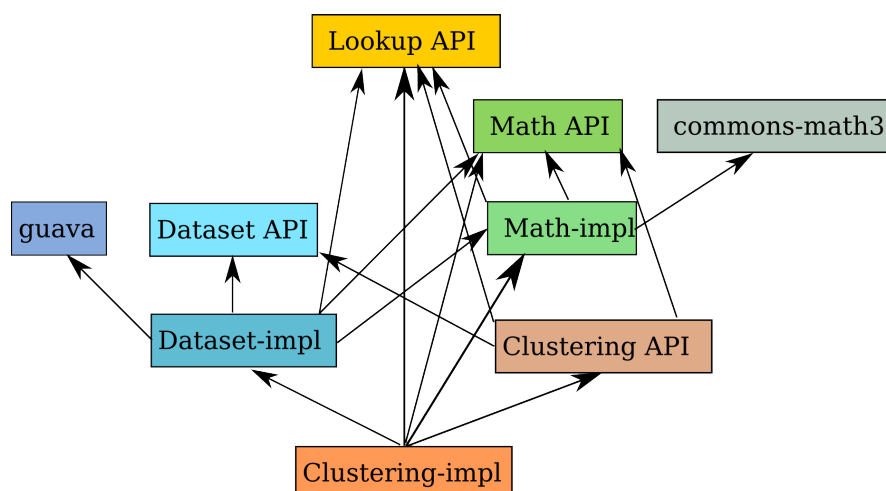 Lookup API
Math API
commons-math3
guava
Dataset API
Math-impl
Dataset-impl
Clustering API
Clustering-impl